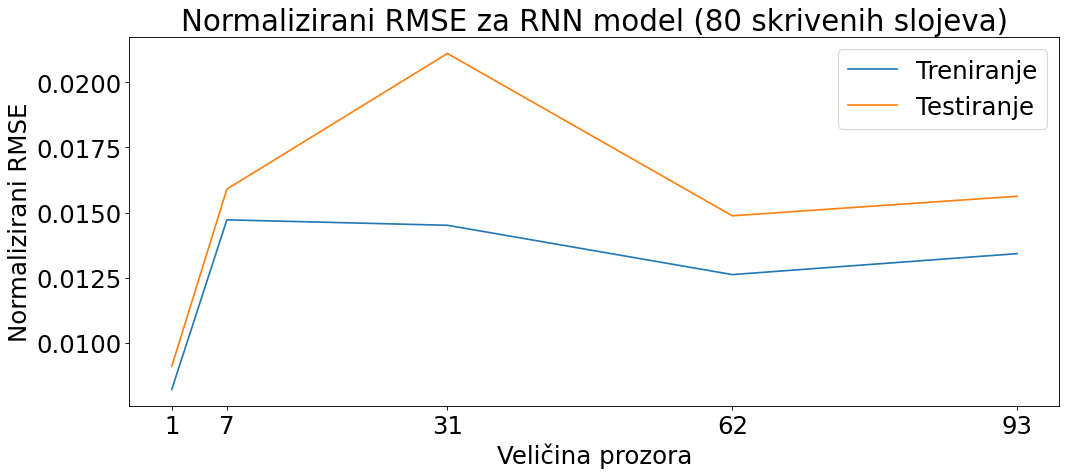 Normalizirani RMSE za RNN model (80 skrivenih slojeva)
Normalizirani RMSE
0.0200
0.0175
0.0150
0.0125
0.0100
Treniranje
Testiranje
1 7 31 62 93
Veličina prozora